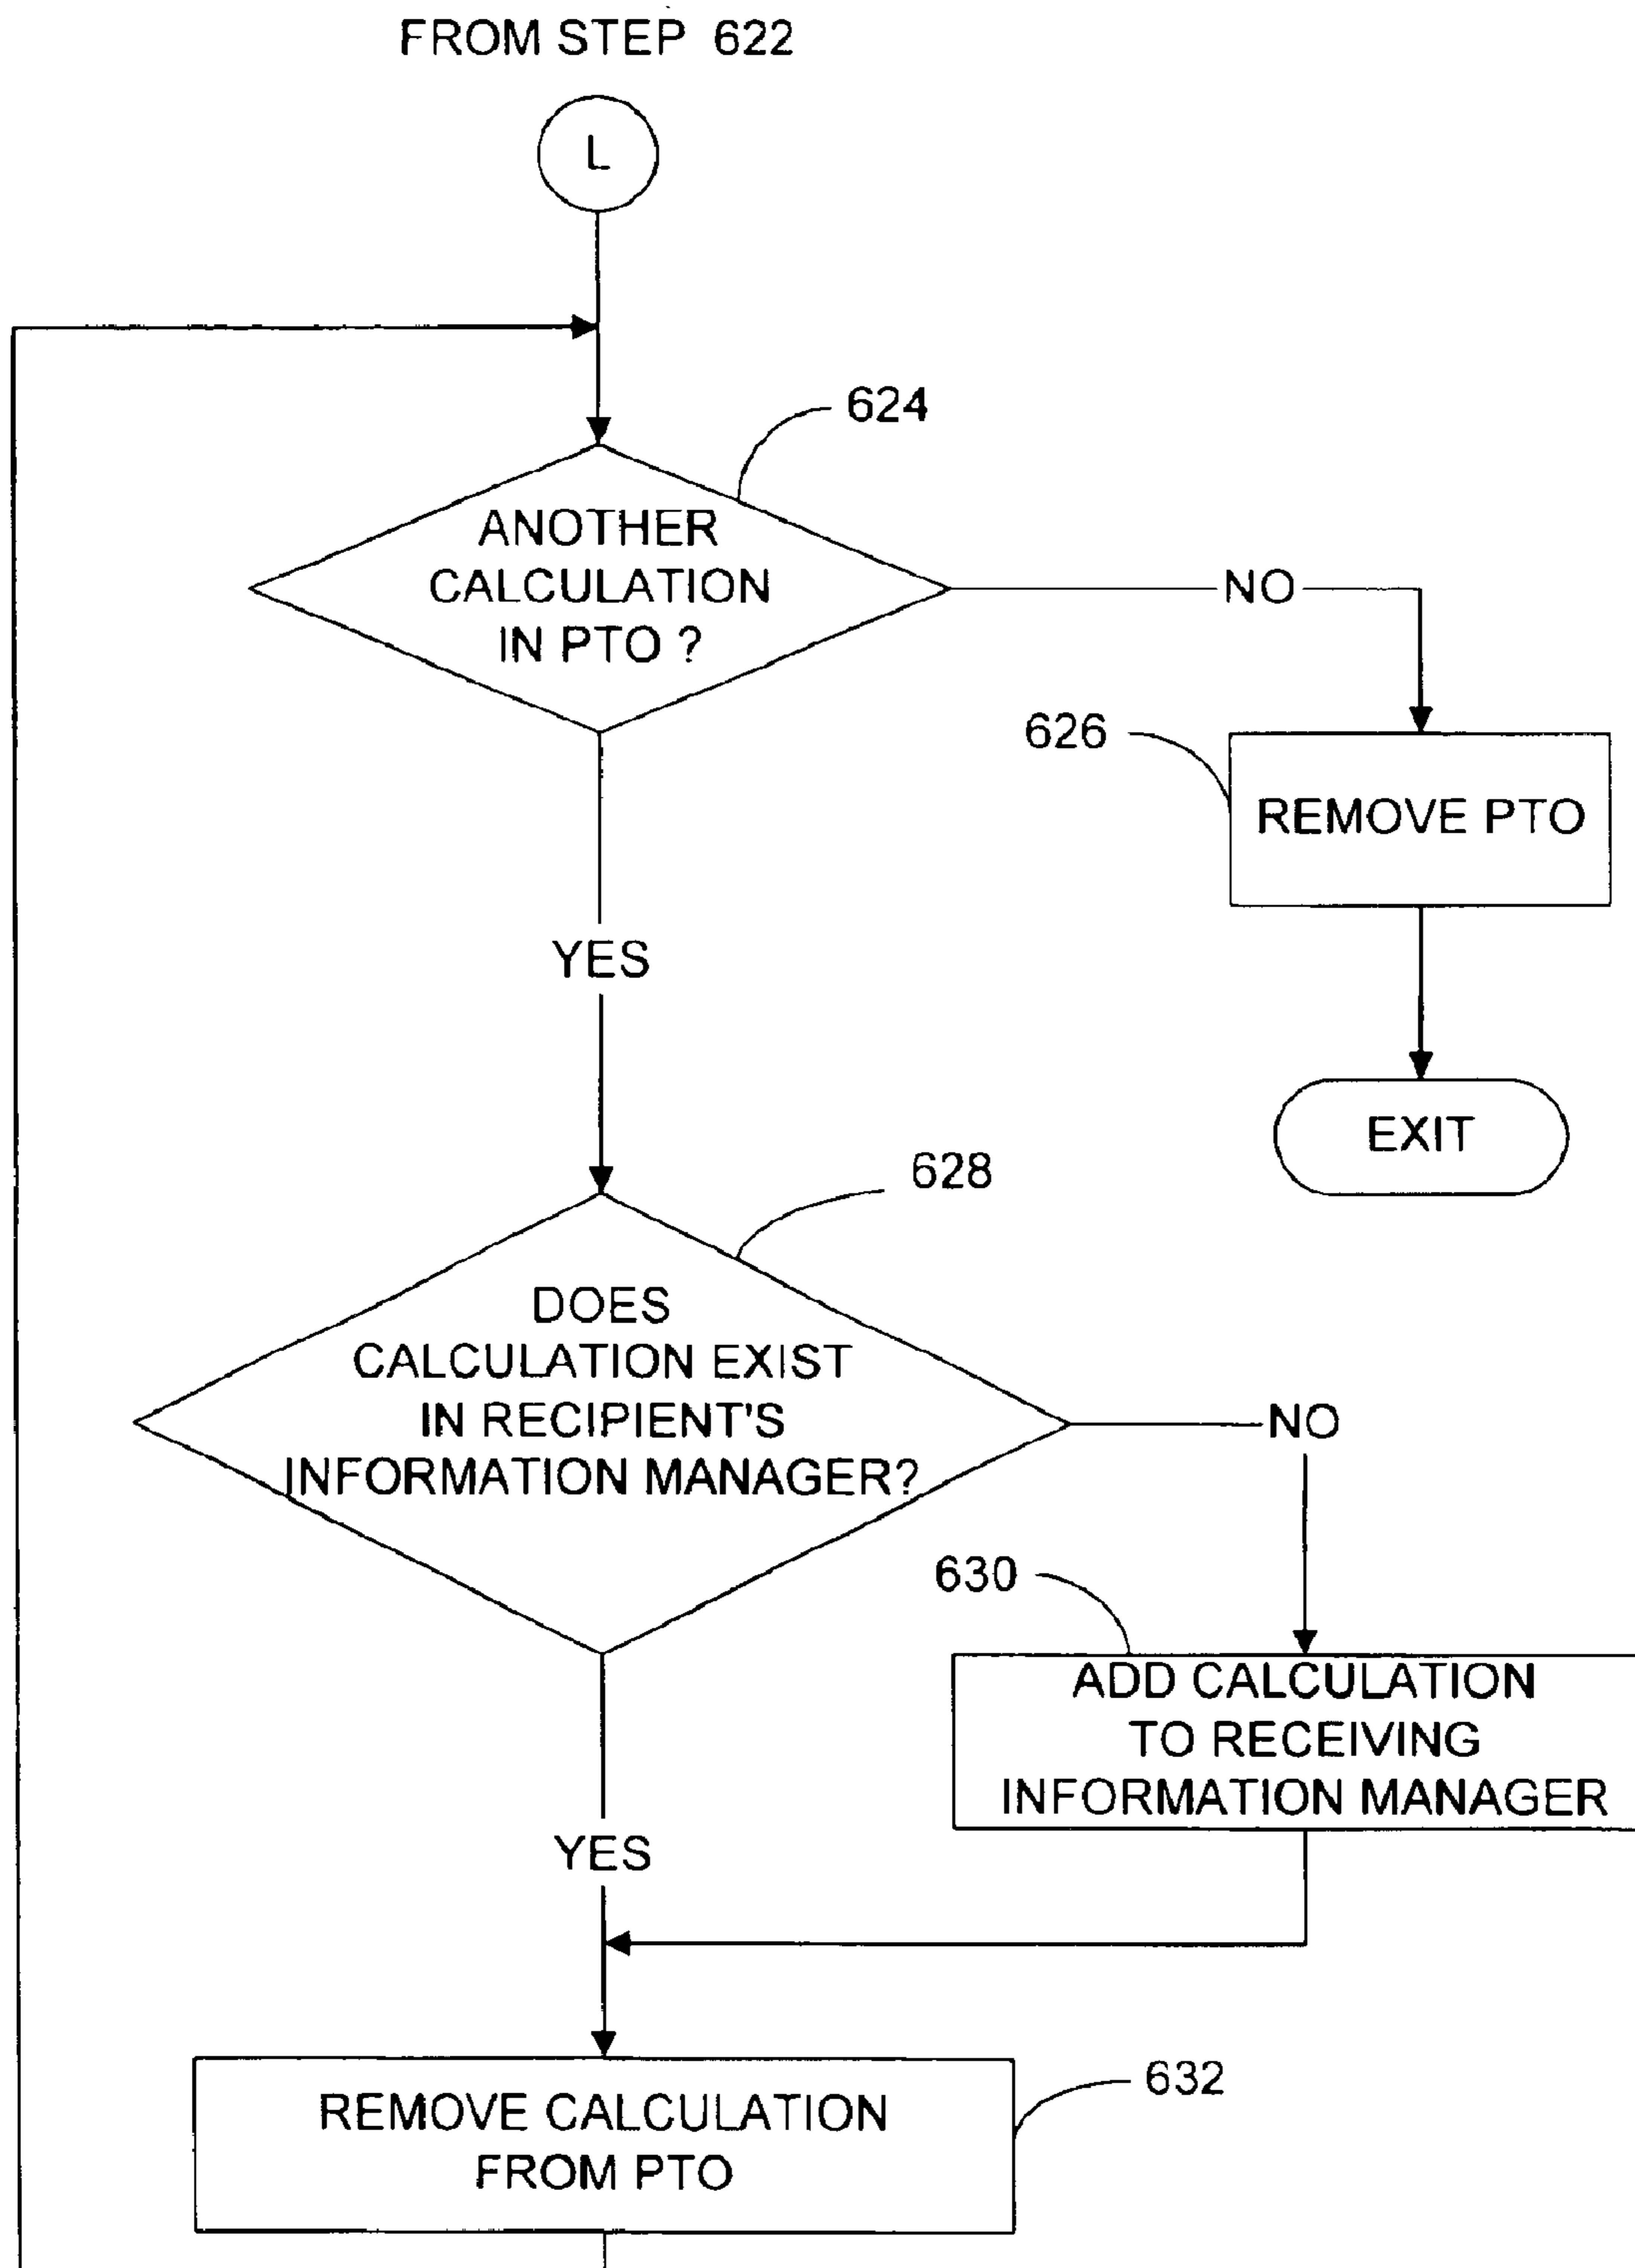 FROM STEP 622
L
624
ANOTHER
CALCULATION
IN PTO ?
NO
626
REMOVE PTO
YES
EXIT
628
DOES
CALCULATION EXIST
IN RECIPIENT'S
INFORMATION MANAGER?
NO
630
ADD CALCULATION
TO RECEIVING
INFORMATION MANAGER
YES
632
REMOVE CALCULATION
FROM PTO